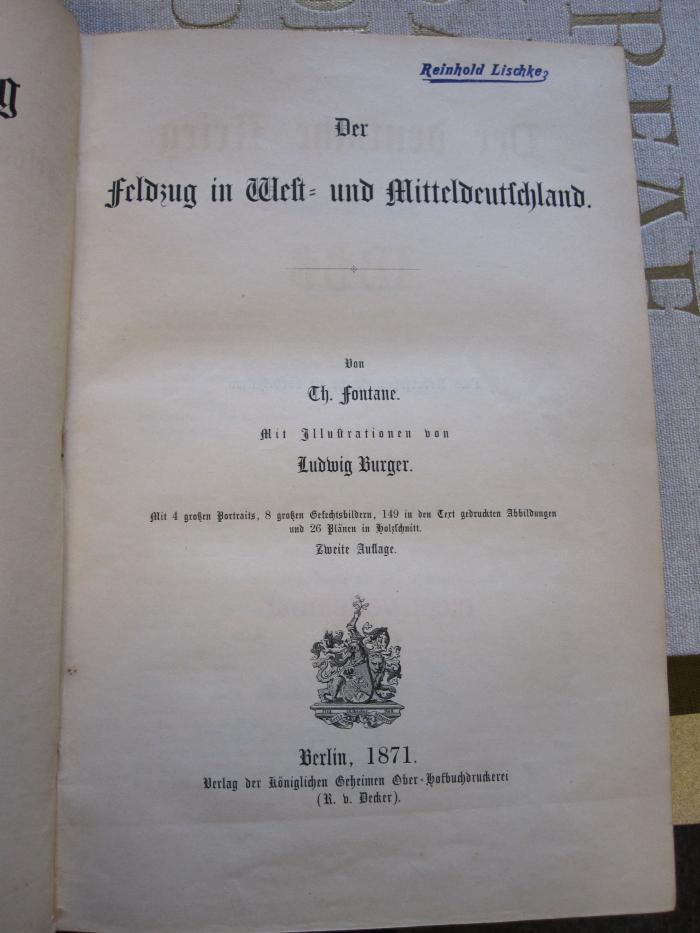 Reinhold Lischke
Der
Feldzug in West- und Mitteldeutschland.
Von
Th. Fontane.
Mit Illustrationen von
Ludwig Burger.
Mit 4 großen Portraits, 8 großen Gefechtsbildern, 149 in den Text gedruckten Abbildungen
und 26 Plänen in Holzschnitt.
Zweite Auflage.
Berlin, 1871.
Verlag der Königlichen Geheimen Ober-Hofbuchdruckerei
(R. v. Decker).
g
REAE